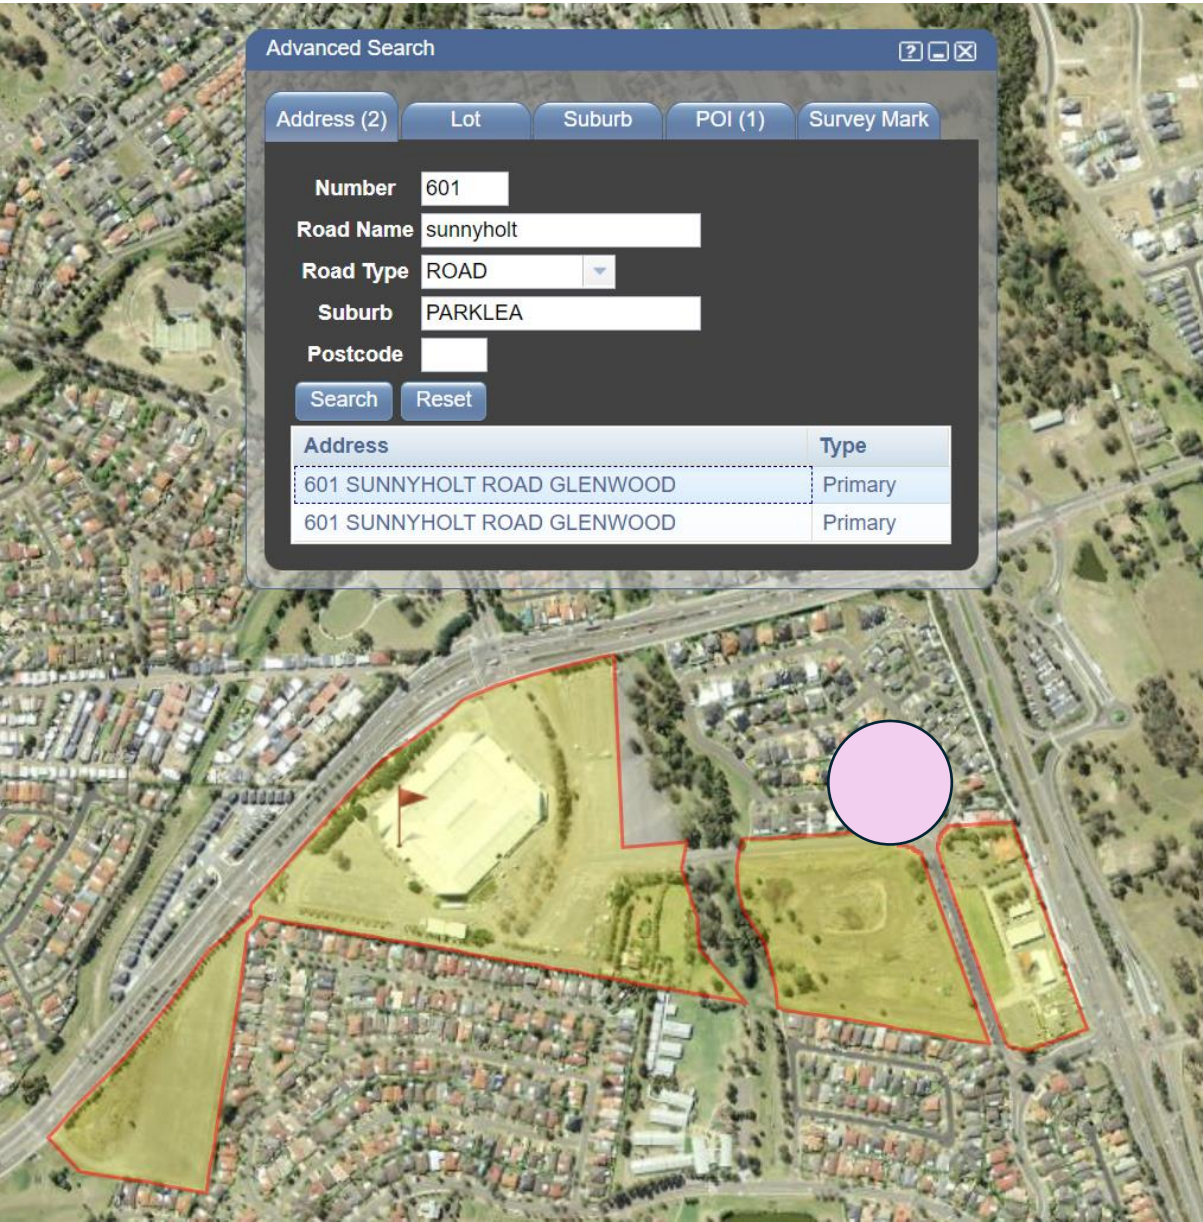 Advanced Search
?
Address (2) Lot Suburb POI (1) Survey Mark
Number 601
Road Name sunnyholt
Road Type ROAD
Suburb PARKLEA
Postcode
Search Reset
Address Type
601 SUNNYHOLT ROAD GLENWOOD Primary
601 SUNNYHOLT ROAD GLENWOOD Primary